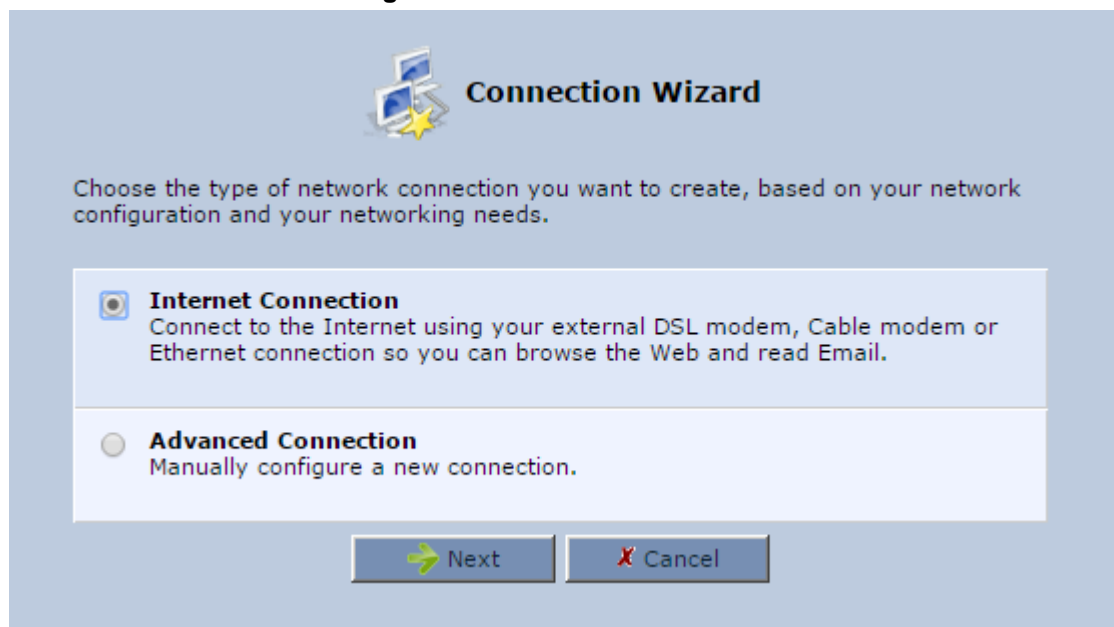 Connection Wizard
Choose the type of network connection you want to create, based on your network
configuration and your networking needs.
Internet Connection
Connect to the Internet using your external DSL modem, Cable modem or
Ethernet connection so you can browse the Web and read Email.
Advanced Connection
Manually configure a new connection.
Next
Cancel